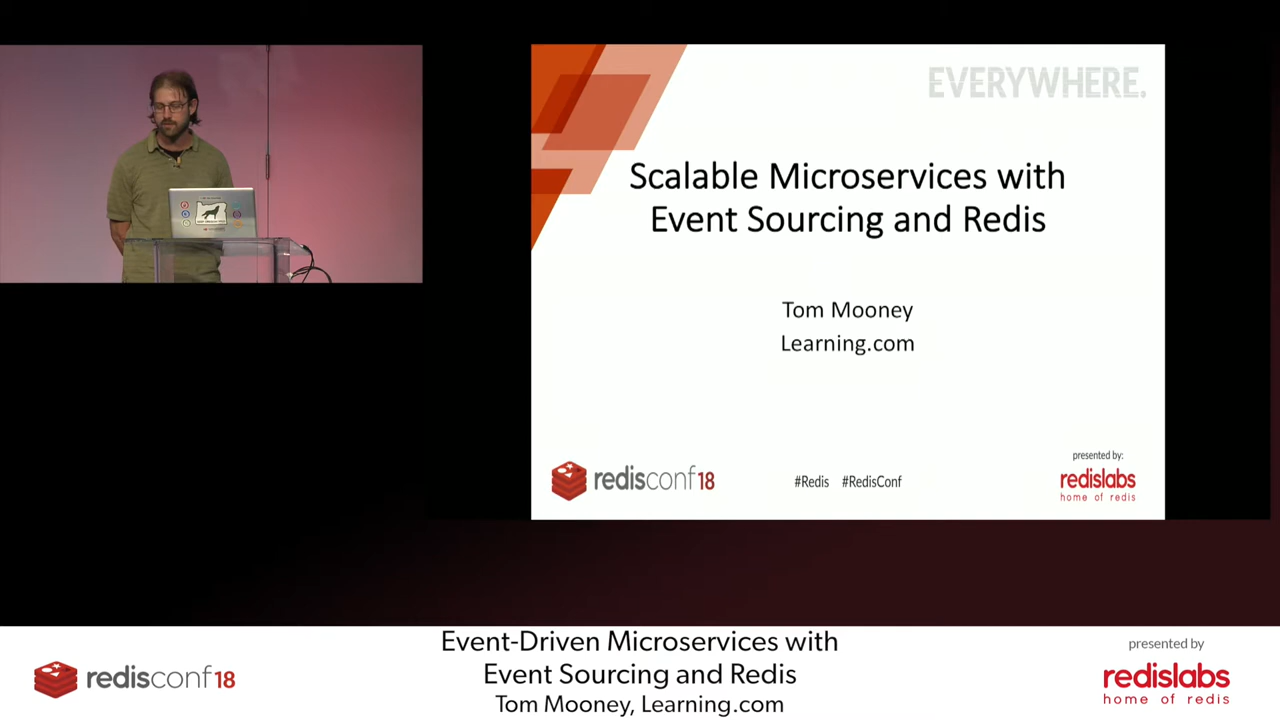 EVERYWHERE.
Scalable Microservices with
Event Sourcing and Redis
Tom Mooney
Learning.com
redisconf18
#Redis #RedisConf
presented by:
redislabs
home of redis
redisconf18
Event-Driven Microservices with
Event Sourcing and Redis
Tom Mooney, Learning.com
presented by
redislabs
home of redis